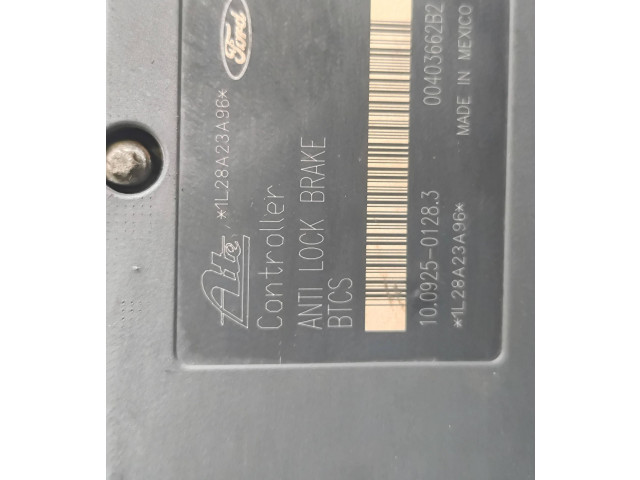 Ate *1L28A23A96* Ford
Controller
ANTI LOCK BRAKE
BTCS
10.0925-0128.3 00403662B2
*1L28A23A96* MADE IN MEXICO